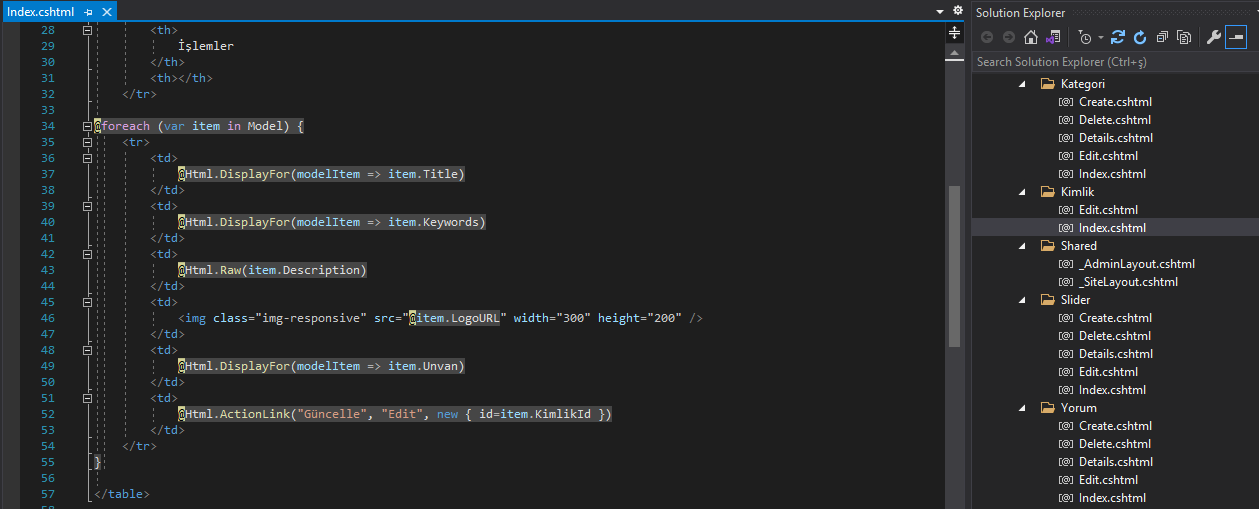 Index.cshtml
28 <th>
29 İşlemler
30 </th>
31 <th></th>
32 </tr>
33
34 @foreach (var item in Model) {
35 <tr>
36 <td>
37 @Html.DisplayFor(modelItem => item.Title)
38 </td>
39 <td>
40 @Html.DisplayFor(modelItem => item.Keywords)
41 </td>
42 <td>
43 @Html.Raw(item.Description)
44 </td>
45 <td>
46 <img class="img-responsive" src="@item.LogoURL" width="300" height="200" />
47 </td>
48 <td>
49 @Html.DisplayFor(modelItem => item.Unvan)
50 </td>
51 <td>
52 @Html.ActionLink("Güncelle", "Edit", new { id=item.KimlikId })
53 </td>
54 </tr>
55 }
56
57 </table>
58
Solution Explorer
Search Solution Explorer (Ctrl+ş)
Kategori
Create.cshtml
Delete.cshtml
Details.cshtml
Edit.cshtml
Index.cshtml
Kimlik
Edit.cshtml
Index.cshtml
Shared
_AdminLayout.cshtml
_SiteLayout.cshtml
Slider
Create.cshtml
Delete.cshtml
Details.cshtml
Edit.cshtml
Index.cshtml
Yorum
Create.cshtml
Delete.cshtml
Details.cshtml
Edit.cshtml
Index.cshtml